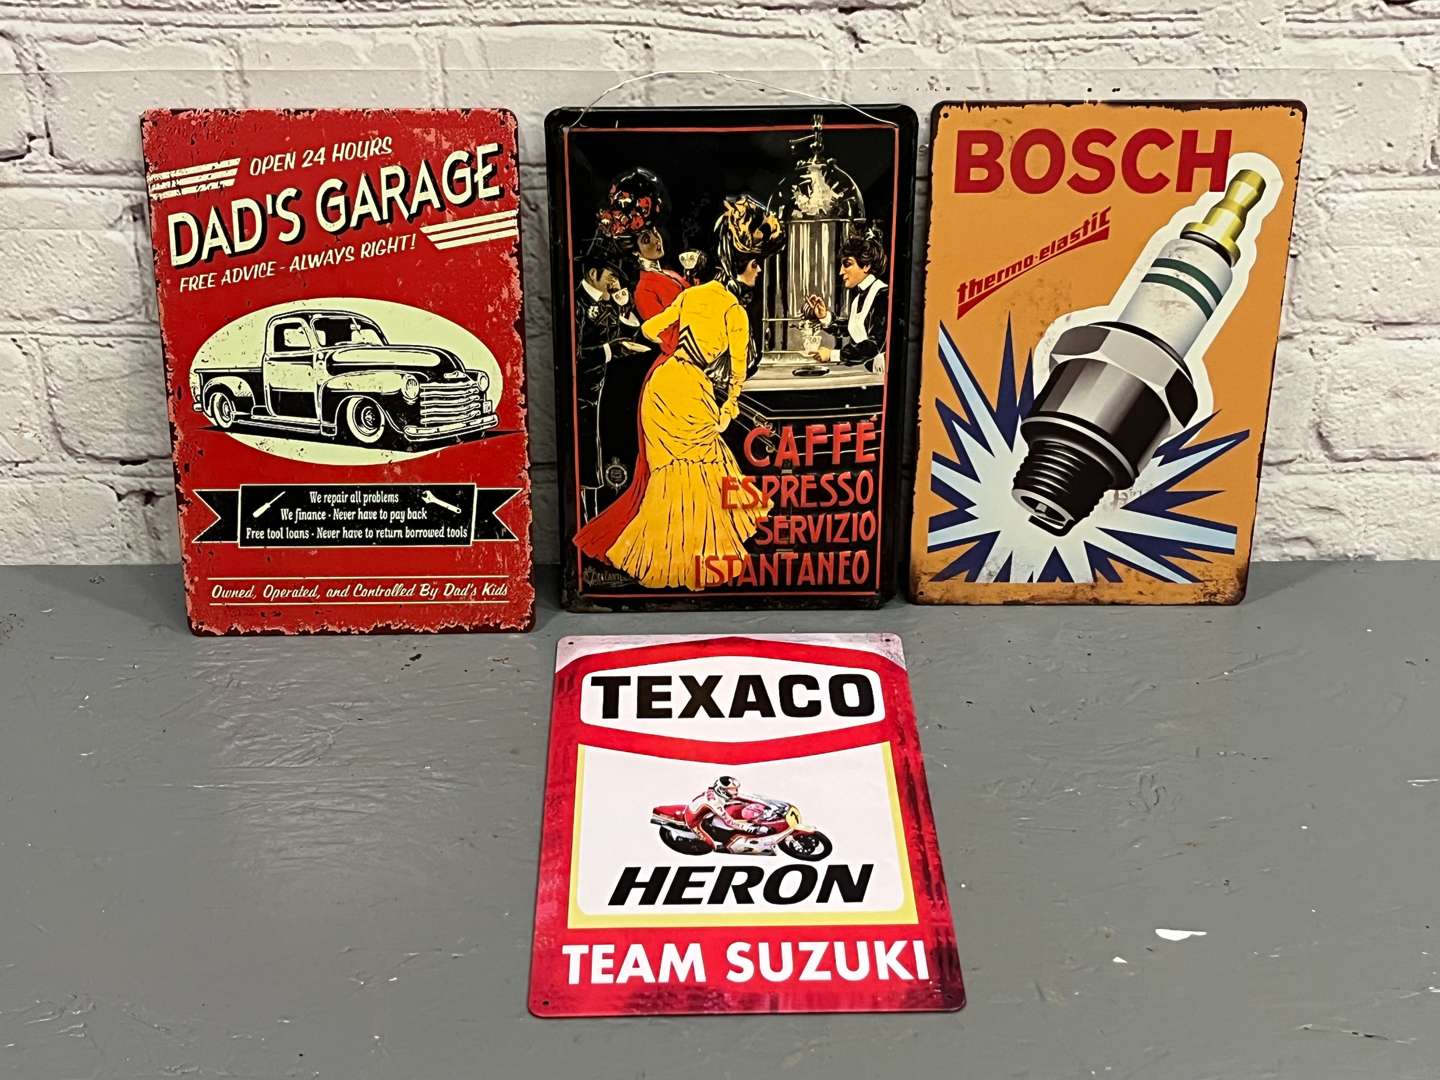 OPEN 24 HOURS
DAD'S GARAGE
FREE ADVICE - ALWAYS RIGHT!
We repair all problems
We finance - Never have to pay back
Free tool loans - Never have to return borrowed tools
Owned, Operated, and Controlled By Dad's Kids
CAFFÈ
ESPRESSO
SERVIZIO
ISTANTANEO
BOSCH
thermo-elastic
TEXACO
HERON
TEAM SUZUKI